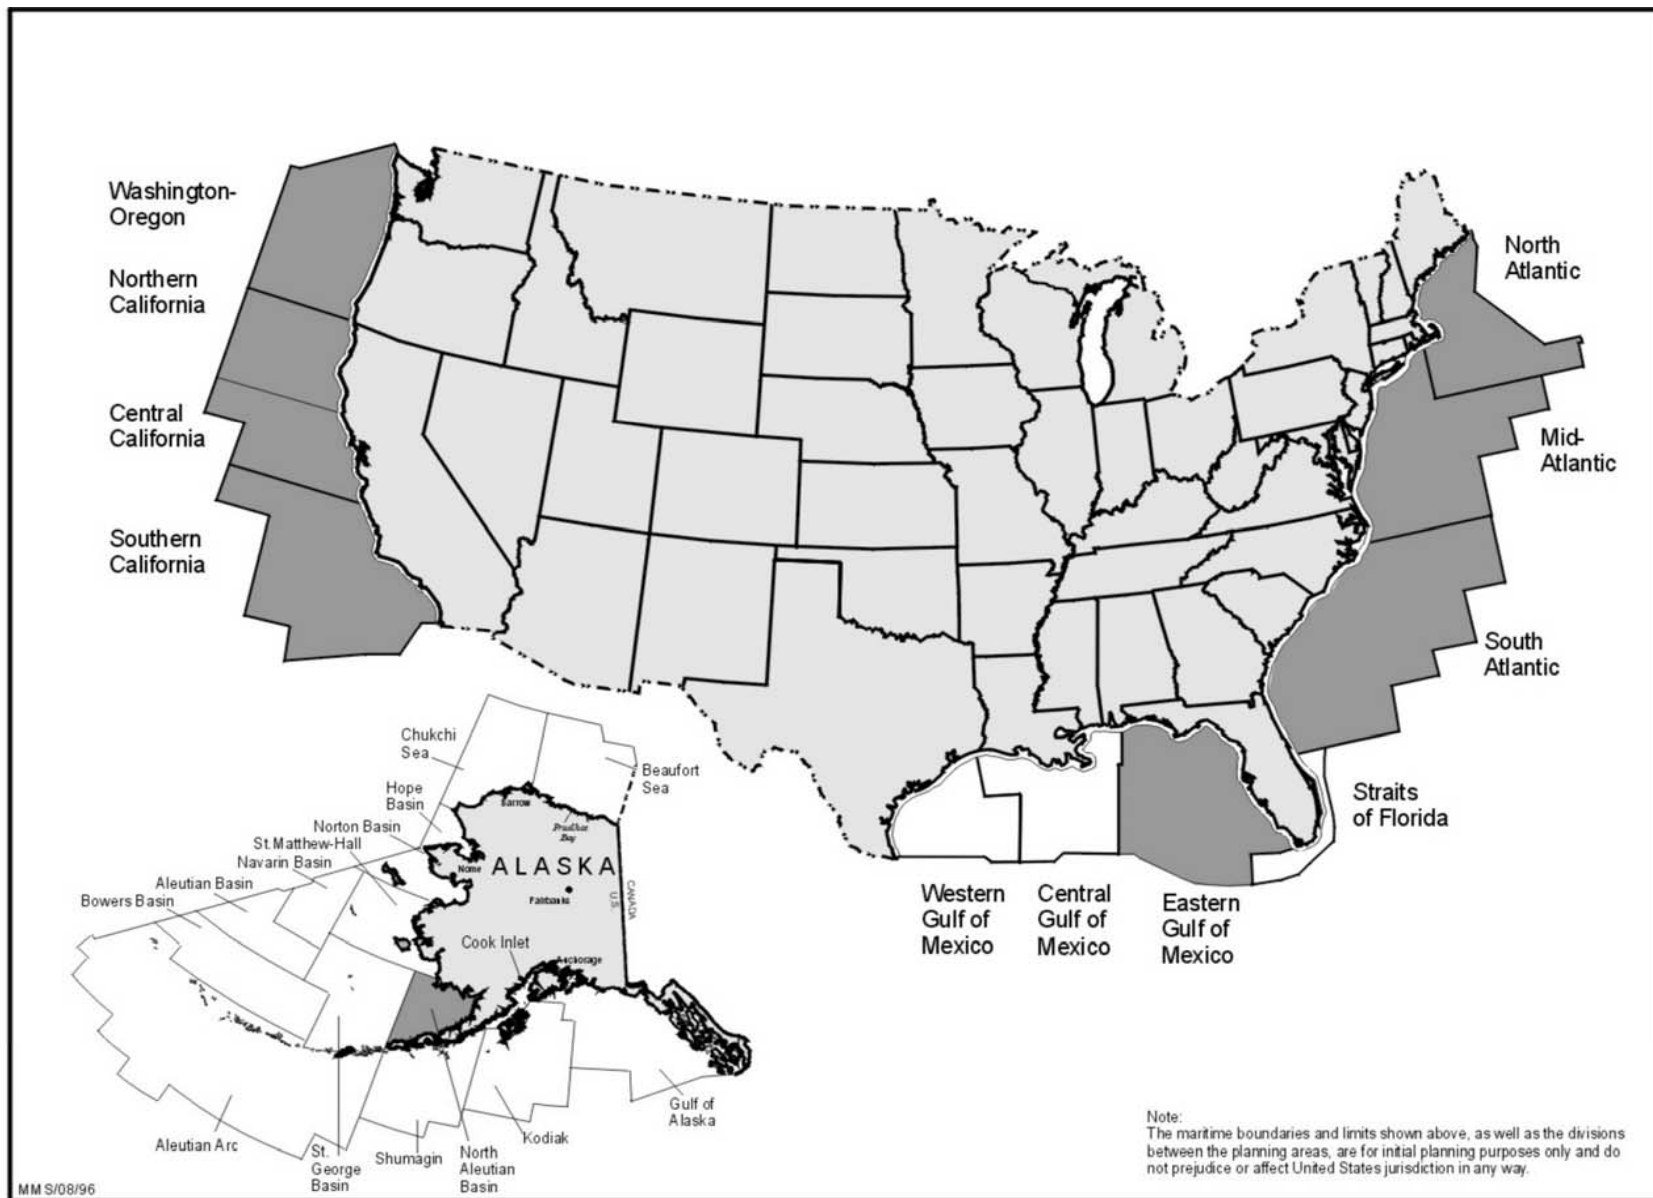 Washington-
Oregon
Northern
California
Central
California
Southern
California
North
Atlantic
Mid-
Atlantic
South
Atlantic
Straits
of Florida
Western
Gulf of
Mexico
Central
Gulf of
Mexico
Eastern
Gulf of
Mexico
Chukchi
Sea
Beaufort
Sea
Hope
Basin
Barrow
Prudhoe
Bay
Norton Basin
St. Matthew-Hall
Navarin Basin
Aleutian Basin
Bowers Basin
Nome
ALASKA
Fairbanks
CANADA
U.S.
Cook Inlet
Anchorage
Gulf of
Alaska
Kodiak
North
Aleutian
Basin
Shumagin
St.
George
Basin
Aleutian Arc
Note:
The maritime boundaries and limits shown above, as well as the divisions
between the planning areas, are for initial planning purposes only and do
not prejudice or affect United States jurisdiction in any way.
MMS/08/96